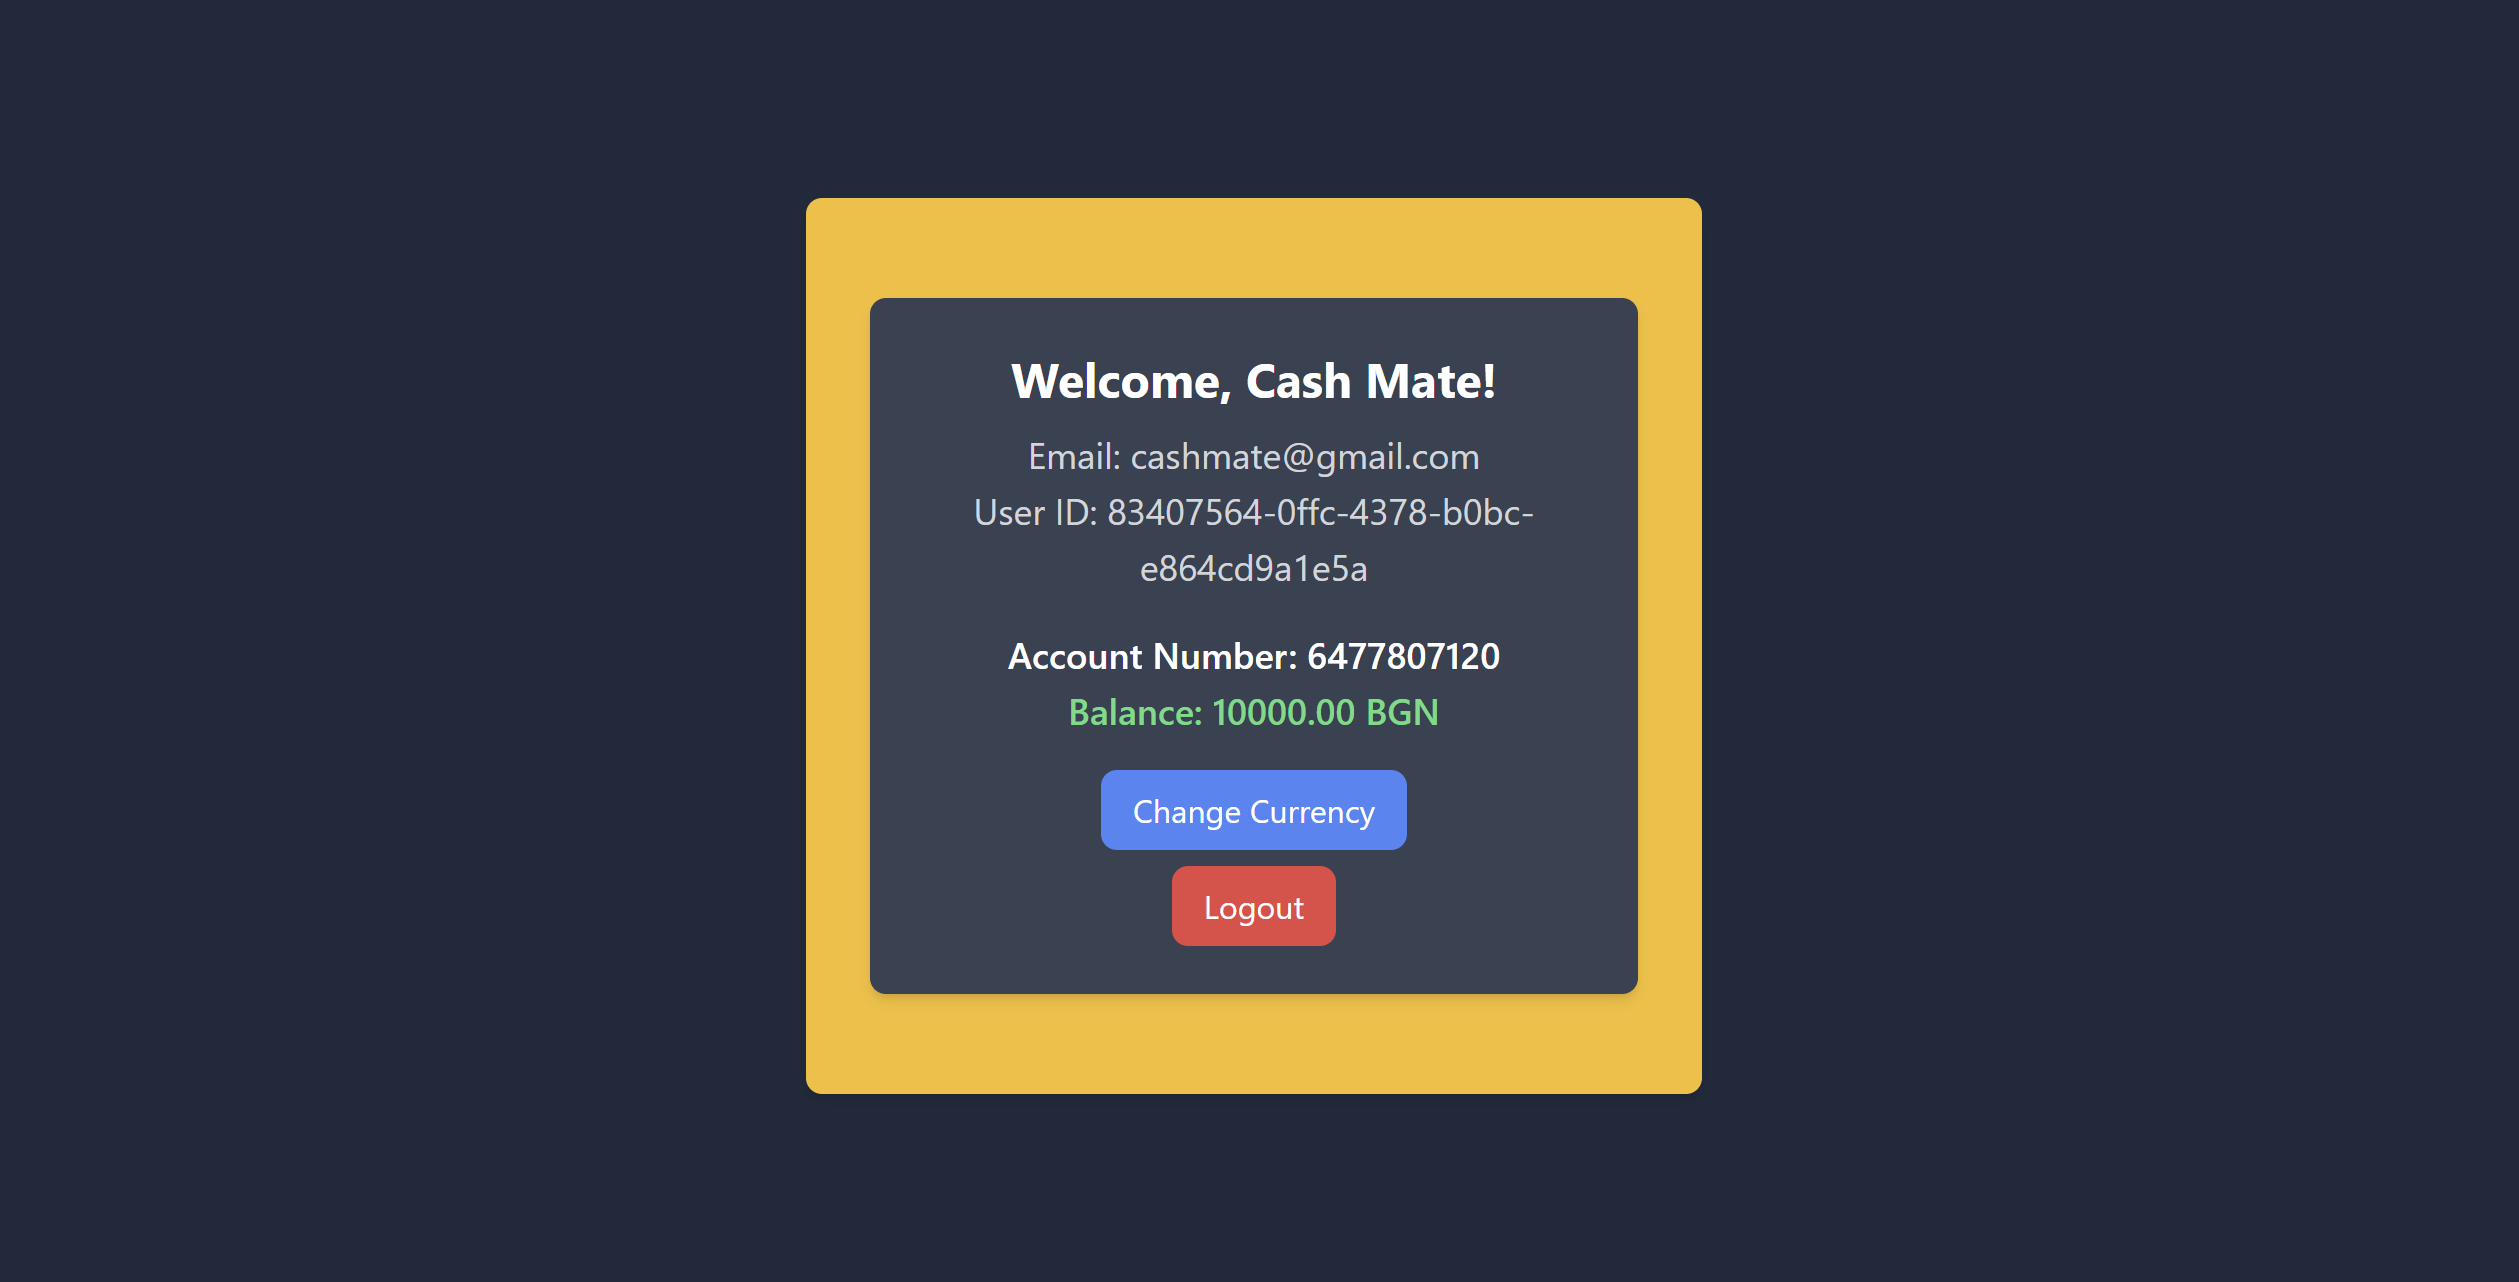 Welcome, Cash Mate!
Email: cashmate@gmail.com
User ID: 83407564-0ffc-4378-b0bc-
e864cd9a1e5a
Account Number: 6477807120
Balance: 10000.00 BGN
Change Currency
Logout